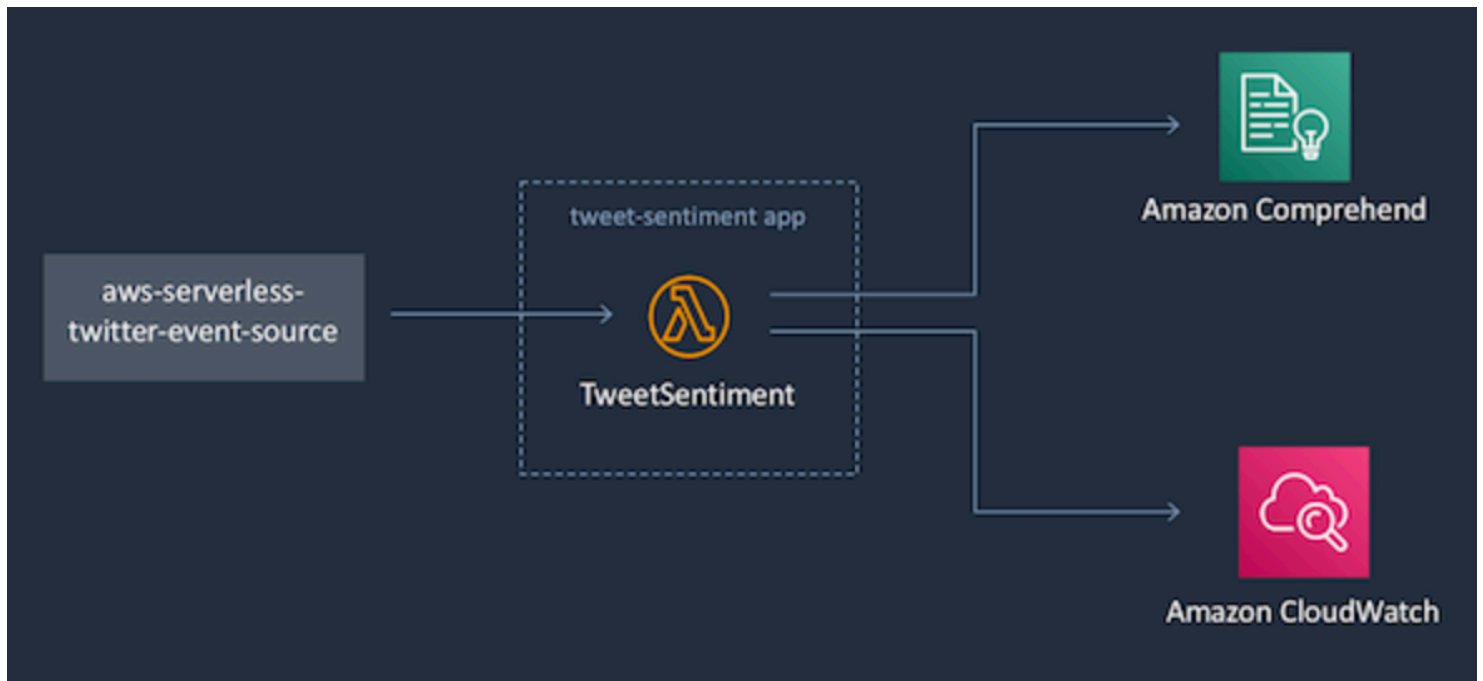 aws-serverless-
twitter-event-source
tweet-sentiment app
TweetSentiment
Amazon Comprehend
Amazon CloudWatch